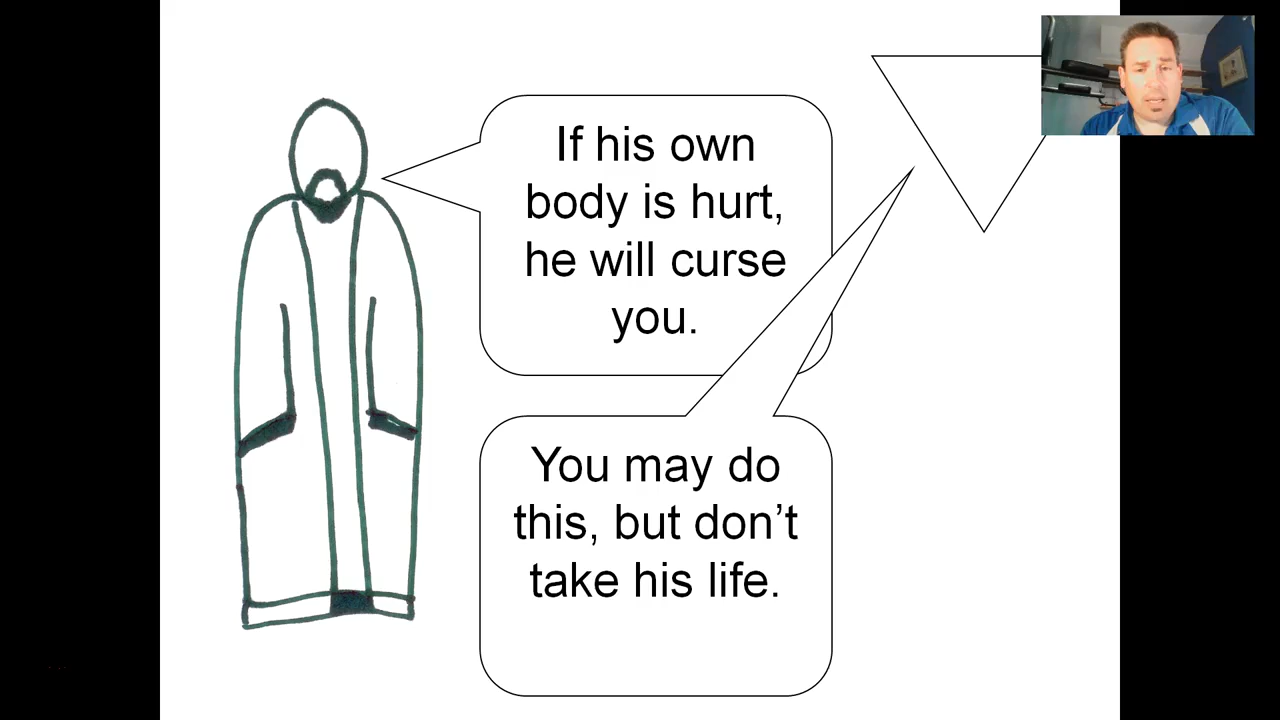 If his own
body is hurt,
he will curse
you.
You may do
this, but don’t
take his life.